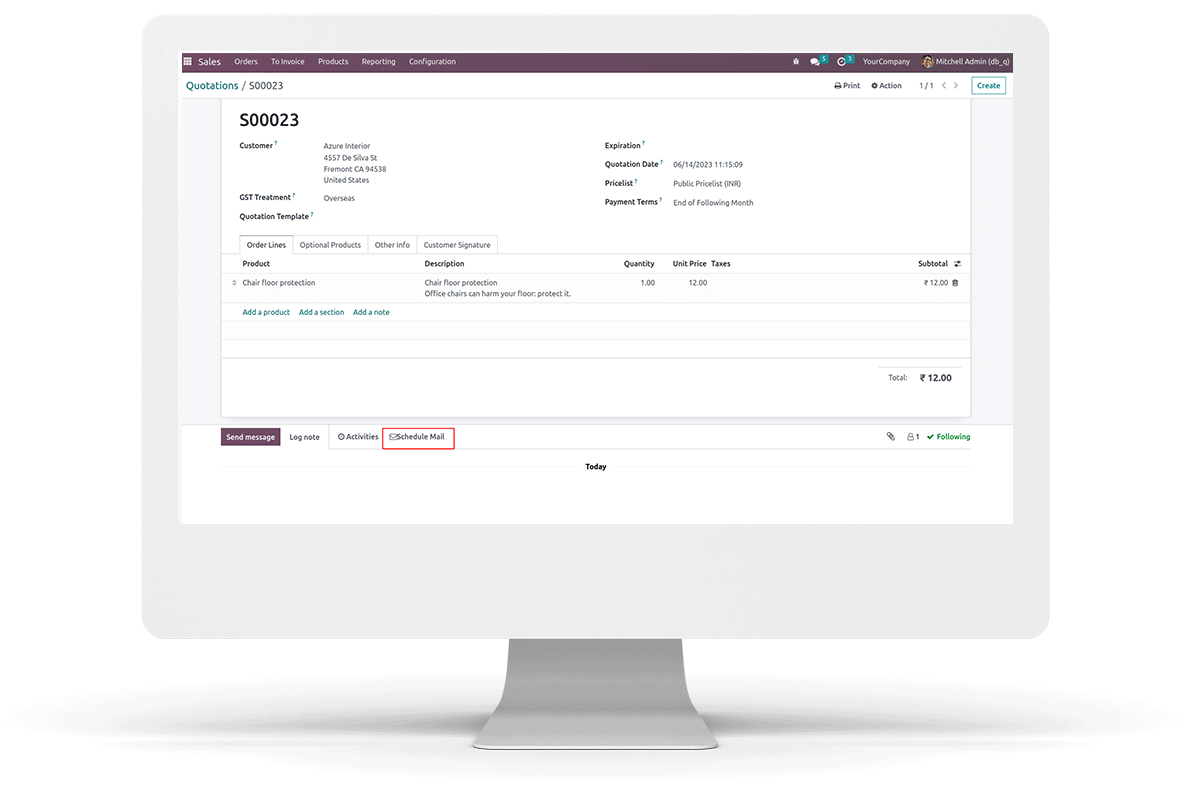 Sales Orders To Invoice Products Reporting Configuration 5 3 YourCompany Mitchell Admin (db_q)
Quotations / S00023 Print Action 1 / 1 Create
S00023
Customer ? Azure Interior Expiration ?
4557 De Silva St
Fremont CA 94538
United States
Quotation Date ? 06/14/2023 11:15:09
Pricelist ? Public Pricelist (INR)
GST Treatment ? Overseas
Payment Terms ? End of Following Month
Quotation Template ?
Order Lines Optional Products Other Info Customer Signature
Product Description Quantity Unit Price Taxes Subtotal
Chair floor protection Chair floor protection 1.00 12.00 ₹ 12.00
Office chairs can harm your floor: protect it.
Add a product Add a section Add a note
Total: ₹ 12.00
Send message Log note Activities Schedule Mail 1 Following
Today